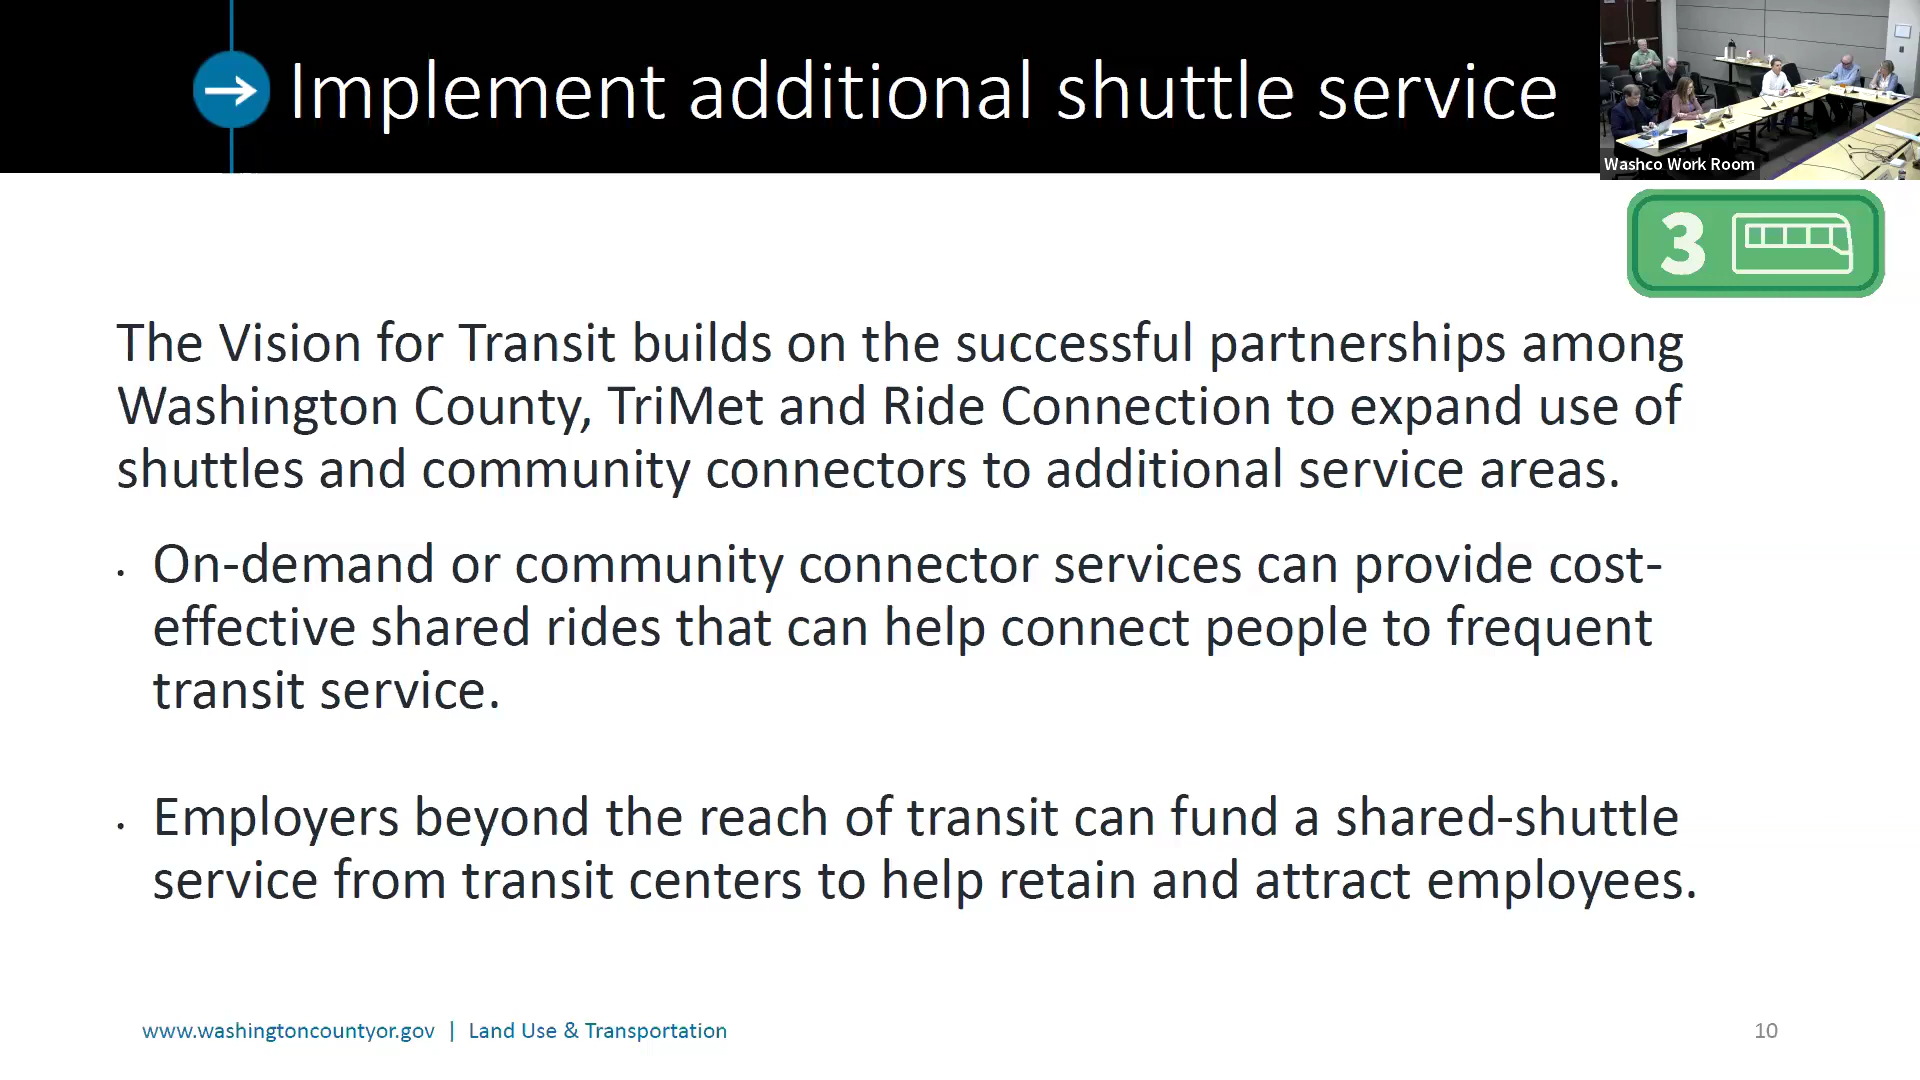 Implement additional shuttle service
Washco Work Room
3
The Vision for Transit builds on the successful partnerships among
Washington County, TriMet and Ride Connection to expand use of
shuttles and community connectors to additional service areas.
• On-demand or community connector services can provide cost-
effective shared rides that can help connect people to frequent
transit service.
• Employers beyond the reach of transit can fund a shared-shuttle
service from transit centers to help retain and attract employees.
www.washingtoncountyor.gov | Land Use & Transportation
10